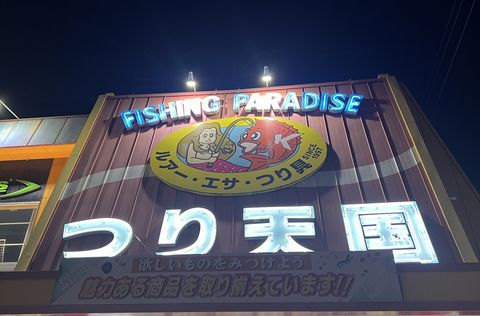 FISHING PARADISE
ルアー・エサ・つり具
SINCE 1991
つり天国
欲しいものをみつけよう
魅力ある商品を取り揃えています!!